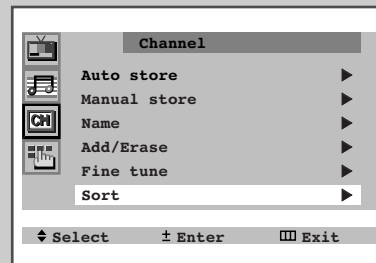 Channel
Auto store
Manual store
CH
Name
Add/Erase
Fine tune
Sort
Select ± Enter Exit